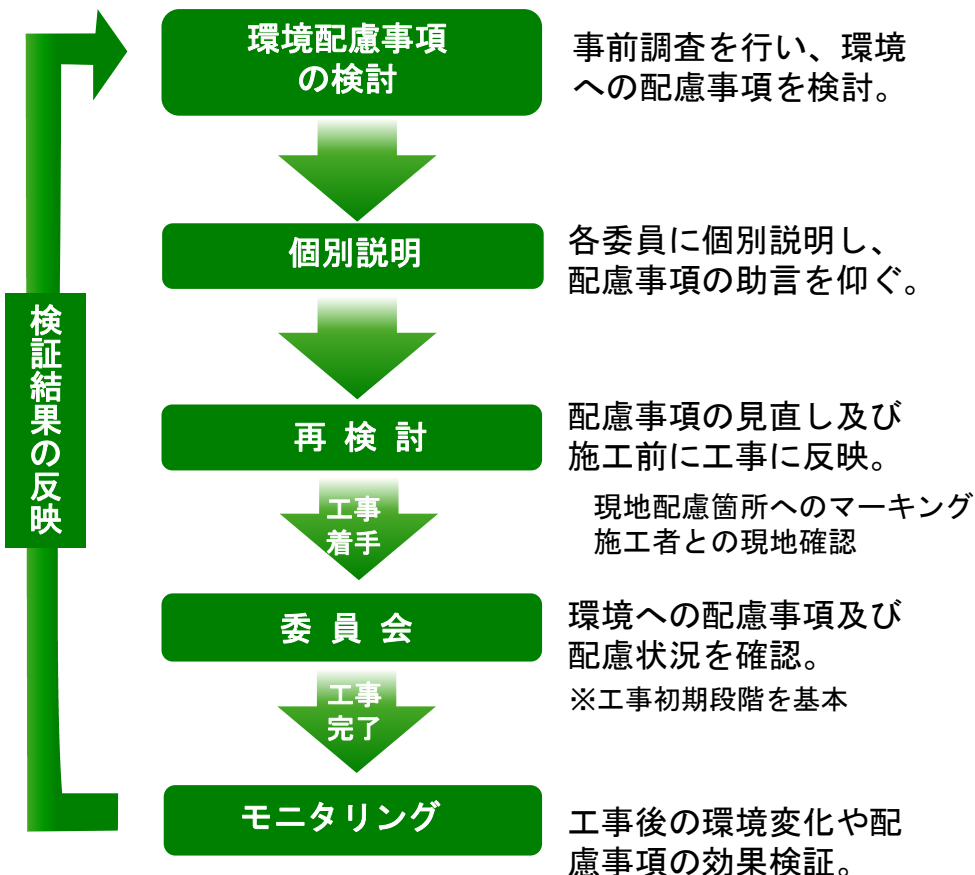 環境配慮事項
の検討
事前調査を行い、環境
への配慮事項を検討。
個別説明
各委員に個別説明し、
配慮事項の助言を仰ぐ。
検証結果の反映
再検討
配慮事項の見直し及び
施工前に工事に反映。
現地配慮箇所へのマーキング
施工者との現地確認
工事
着手
委員会
環境への配慮事項及び
配慮状況を確認。
※工事初期段階を基本
工事
完了
モニタリング
工事後の環境変化や配
慮事項の効果検証。